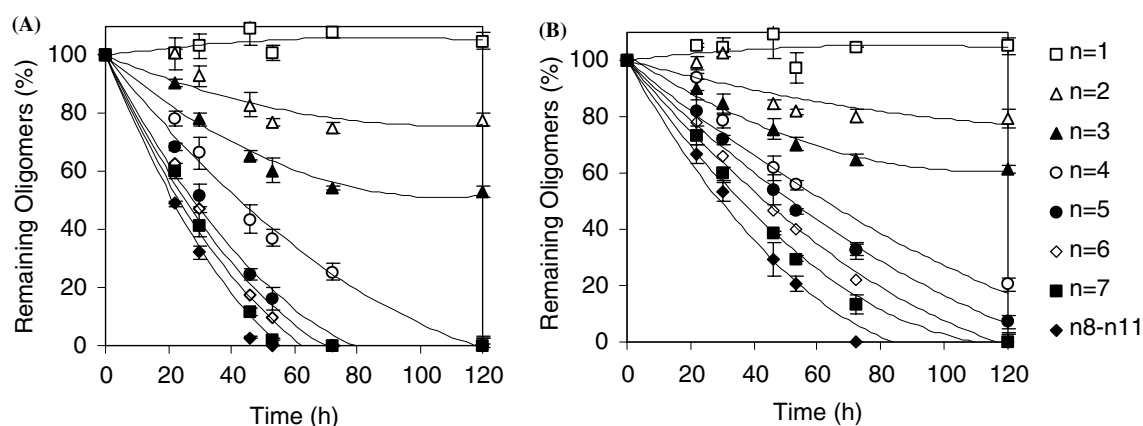 (A)
(B)
Remaining Oligomers (%)
100
80
60
40
20
0
0 20 40 60 80 100 120
Time (h)
Remaining Oligomers (%)
100
80
60
40
20
0
0 20 40 60 80 100 120
Time (h)
n=1
n=2
n=3
n=4
n=5
n=6
n=7
n8-n11